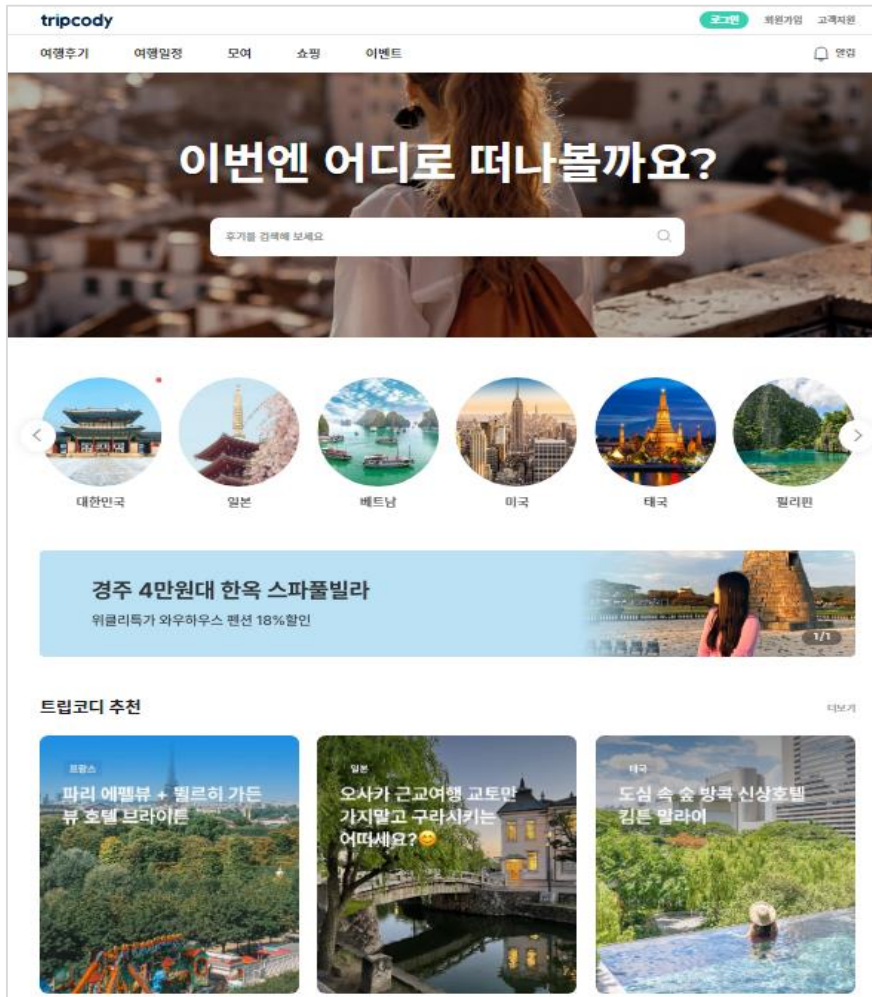 tripcody
로그인 회원가입 고객지원
여행후기 여행일정 모여 쇼핑 이벤트 알림
이번엔 어디로 떠나볼까요?
후기를 검색해 보세요
대한민국 일본 베트남 미국 태국 필리핀
경주 4만원대 한옥 스파풀빌라
위클리특가 와우하우스 펜션 18%할인
1/1
트립코디 추천 더보기
프랑스
파리 에펠뷰 + 뛸르히 가든
뷰 호텔 브라이튼
일본
오사카 근교여행 교토만
가지말고 구라시키는
어떠세요?😊
태국
도심 속 숲 방콕 신상호텔
킴튼 말라이